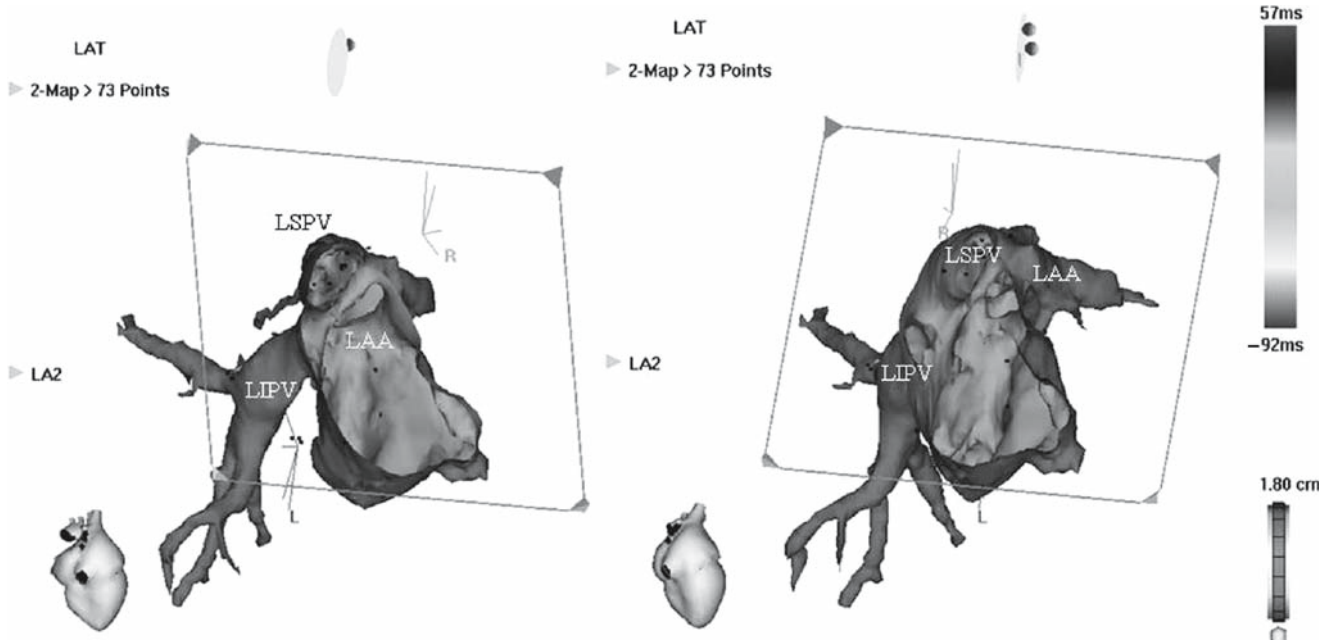 LAT
2-Map > 73 Points
LSPV
R
LAA
LIPV
LA2
L
LAT
2-Map > 73 Points
R
LSPV
LAA
LIPV
LA2
L
57ms
−92ms
1.80 cm